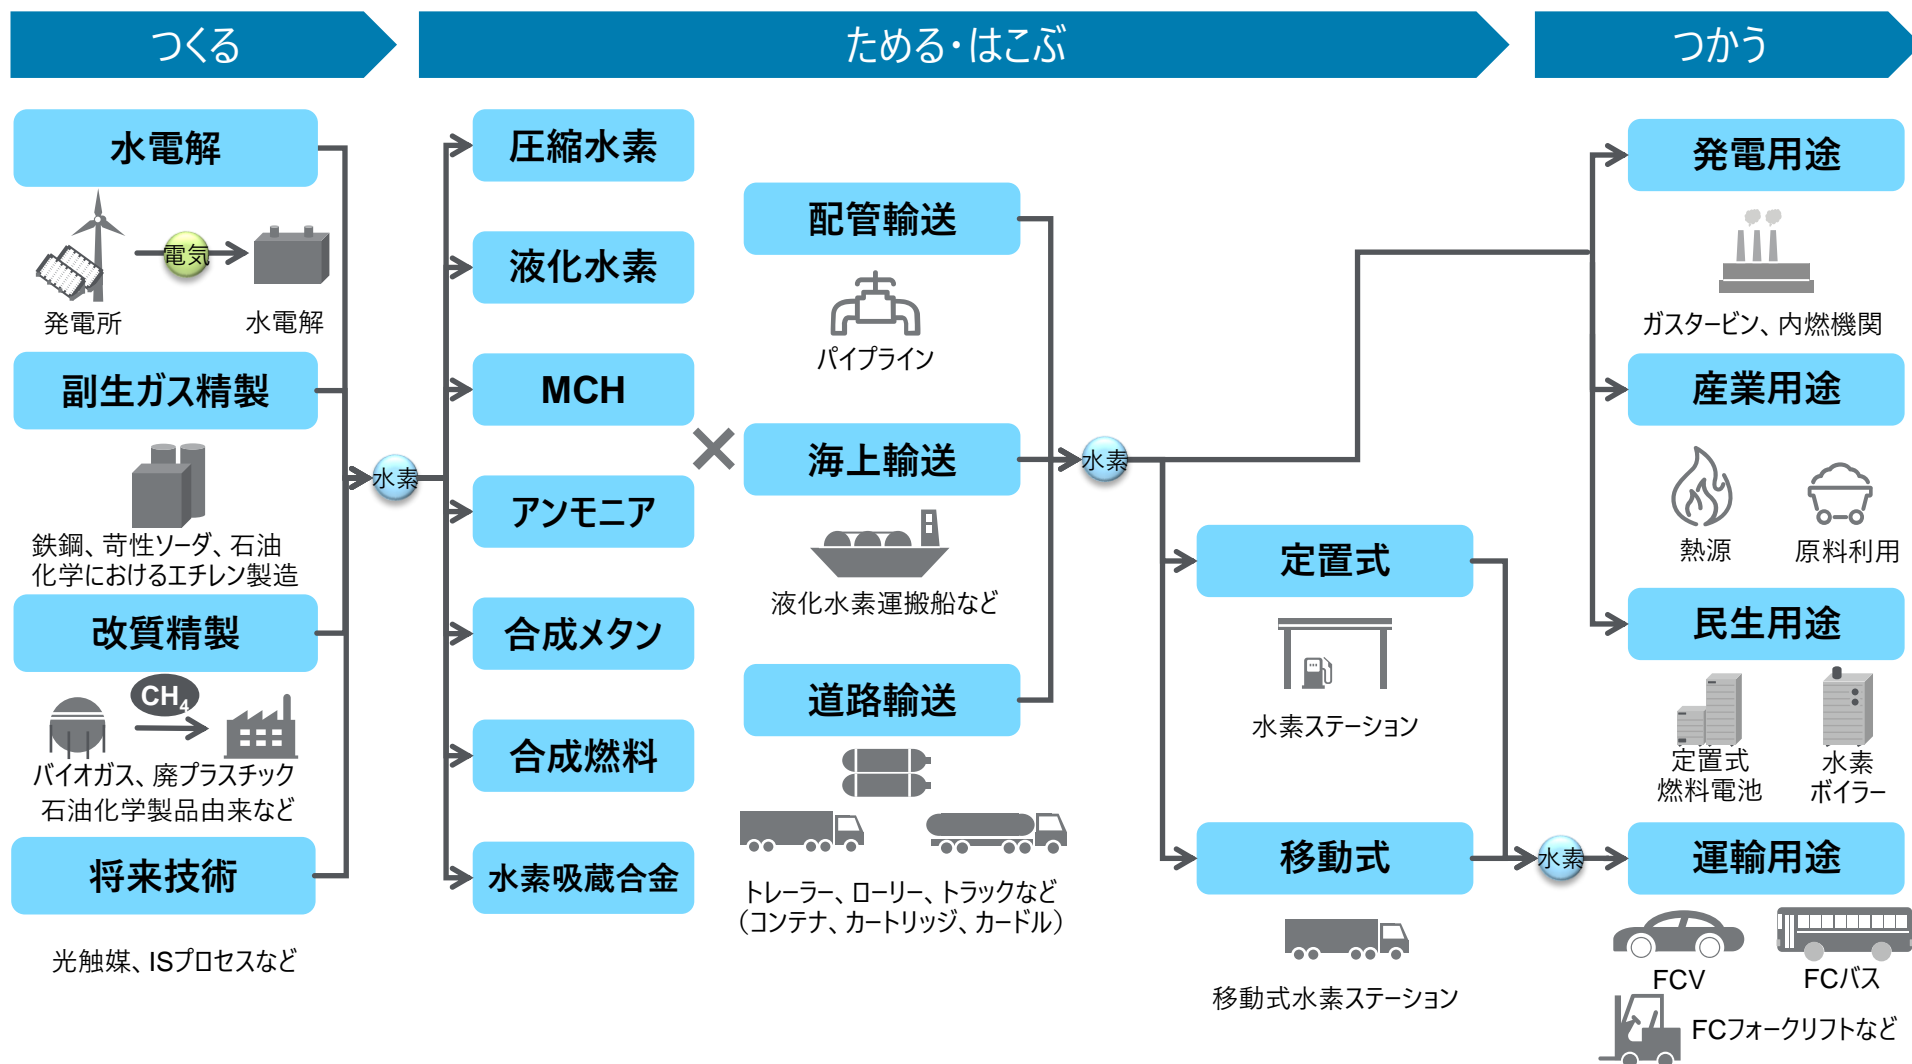 つくる
ためる・はこぶ
つかう
水電解
電気
発電所
水電解
副生ガス精製
鉄鋼、苛性ソーダ、石油
化学におけるエチレン製造
改質精製
CH4
バイオガス、廃プラスチック
石油化学製品由来など
将来技術
光触媒、ISプロセスなど
水素
圧縮水素
液化水素
MCH
アンモニア
合成メタン
合成燃料
水素吸蔵合金
×
配管輸送
パイプライン
海上輸送
液化水素運搬船など
道路輸送
トレーラー、ローリー、トラックなど
（コンテナ、カートリッジ、カードル）
水素
定置式
水素ステーション
移動式
移動式水素ステーション
水素
発電用途
ガスタービン、内燃機関
産業用途
熱源
原料利用
民生用途
定置式
燃料電池
水素
ボイラー
運輸用途
FCV
FCバス
FCフォークリフトなど